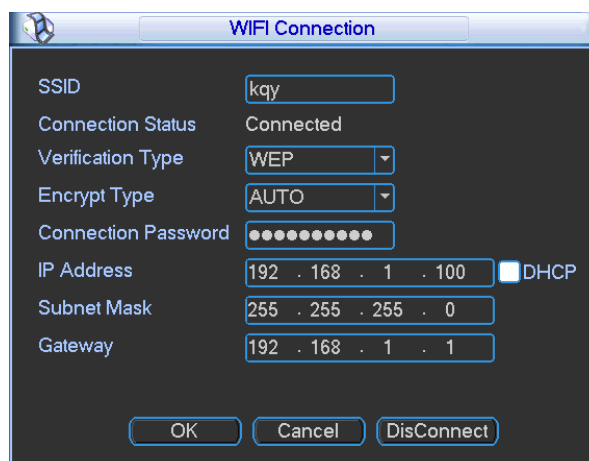 WIFI Connection
SSID kqy
Connection Status Connected
Verification Type WEP
Encrypt Type AUTO
Connection Password ●●●●●●●●●●
IP Address 192 . 168 . 1 . 100 DHCP
Subnet Mask 255 . 255 . 255 . 0
Gateway 192 . 168 . 1 . 1
OK Cancel DisConnect